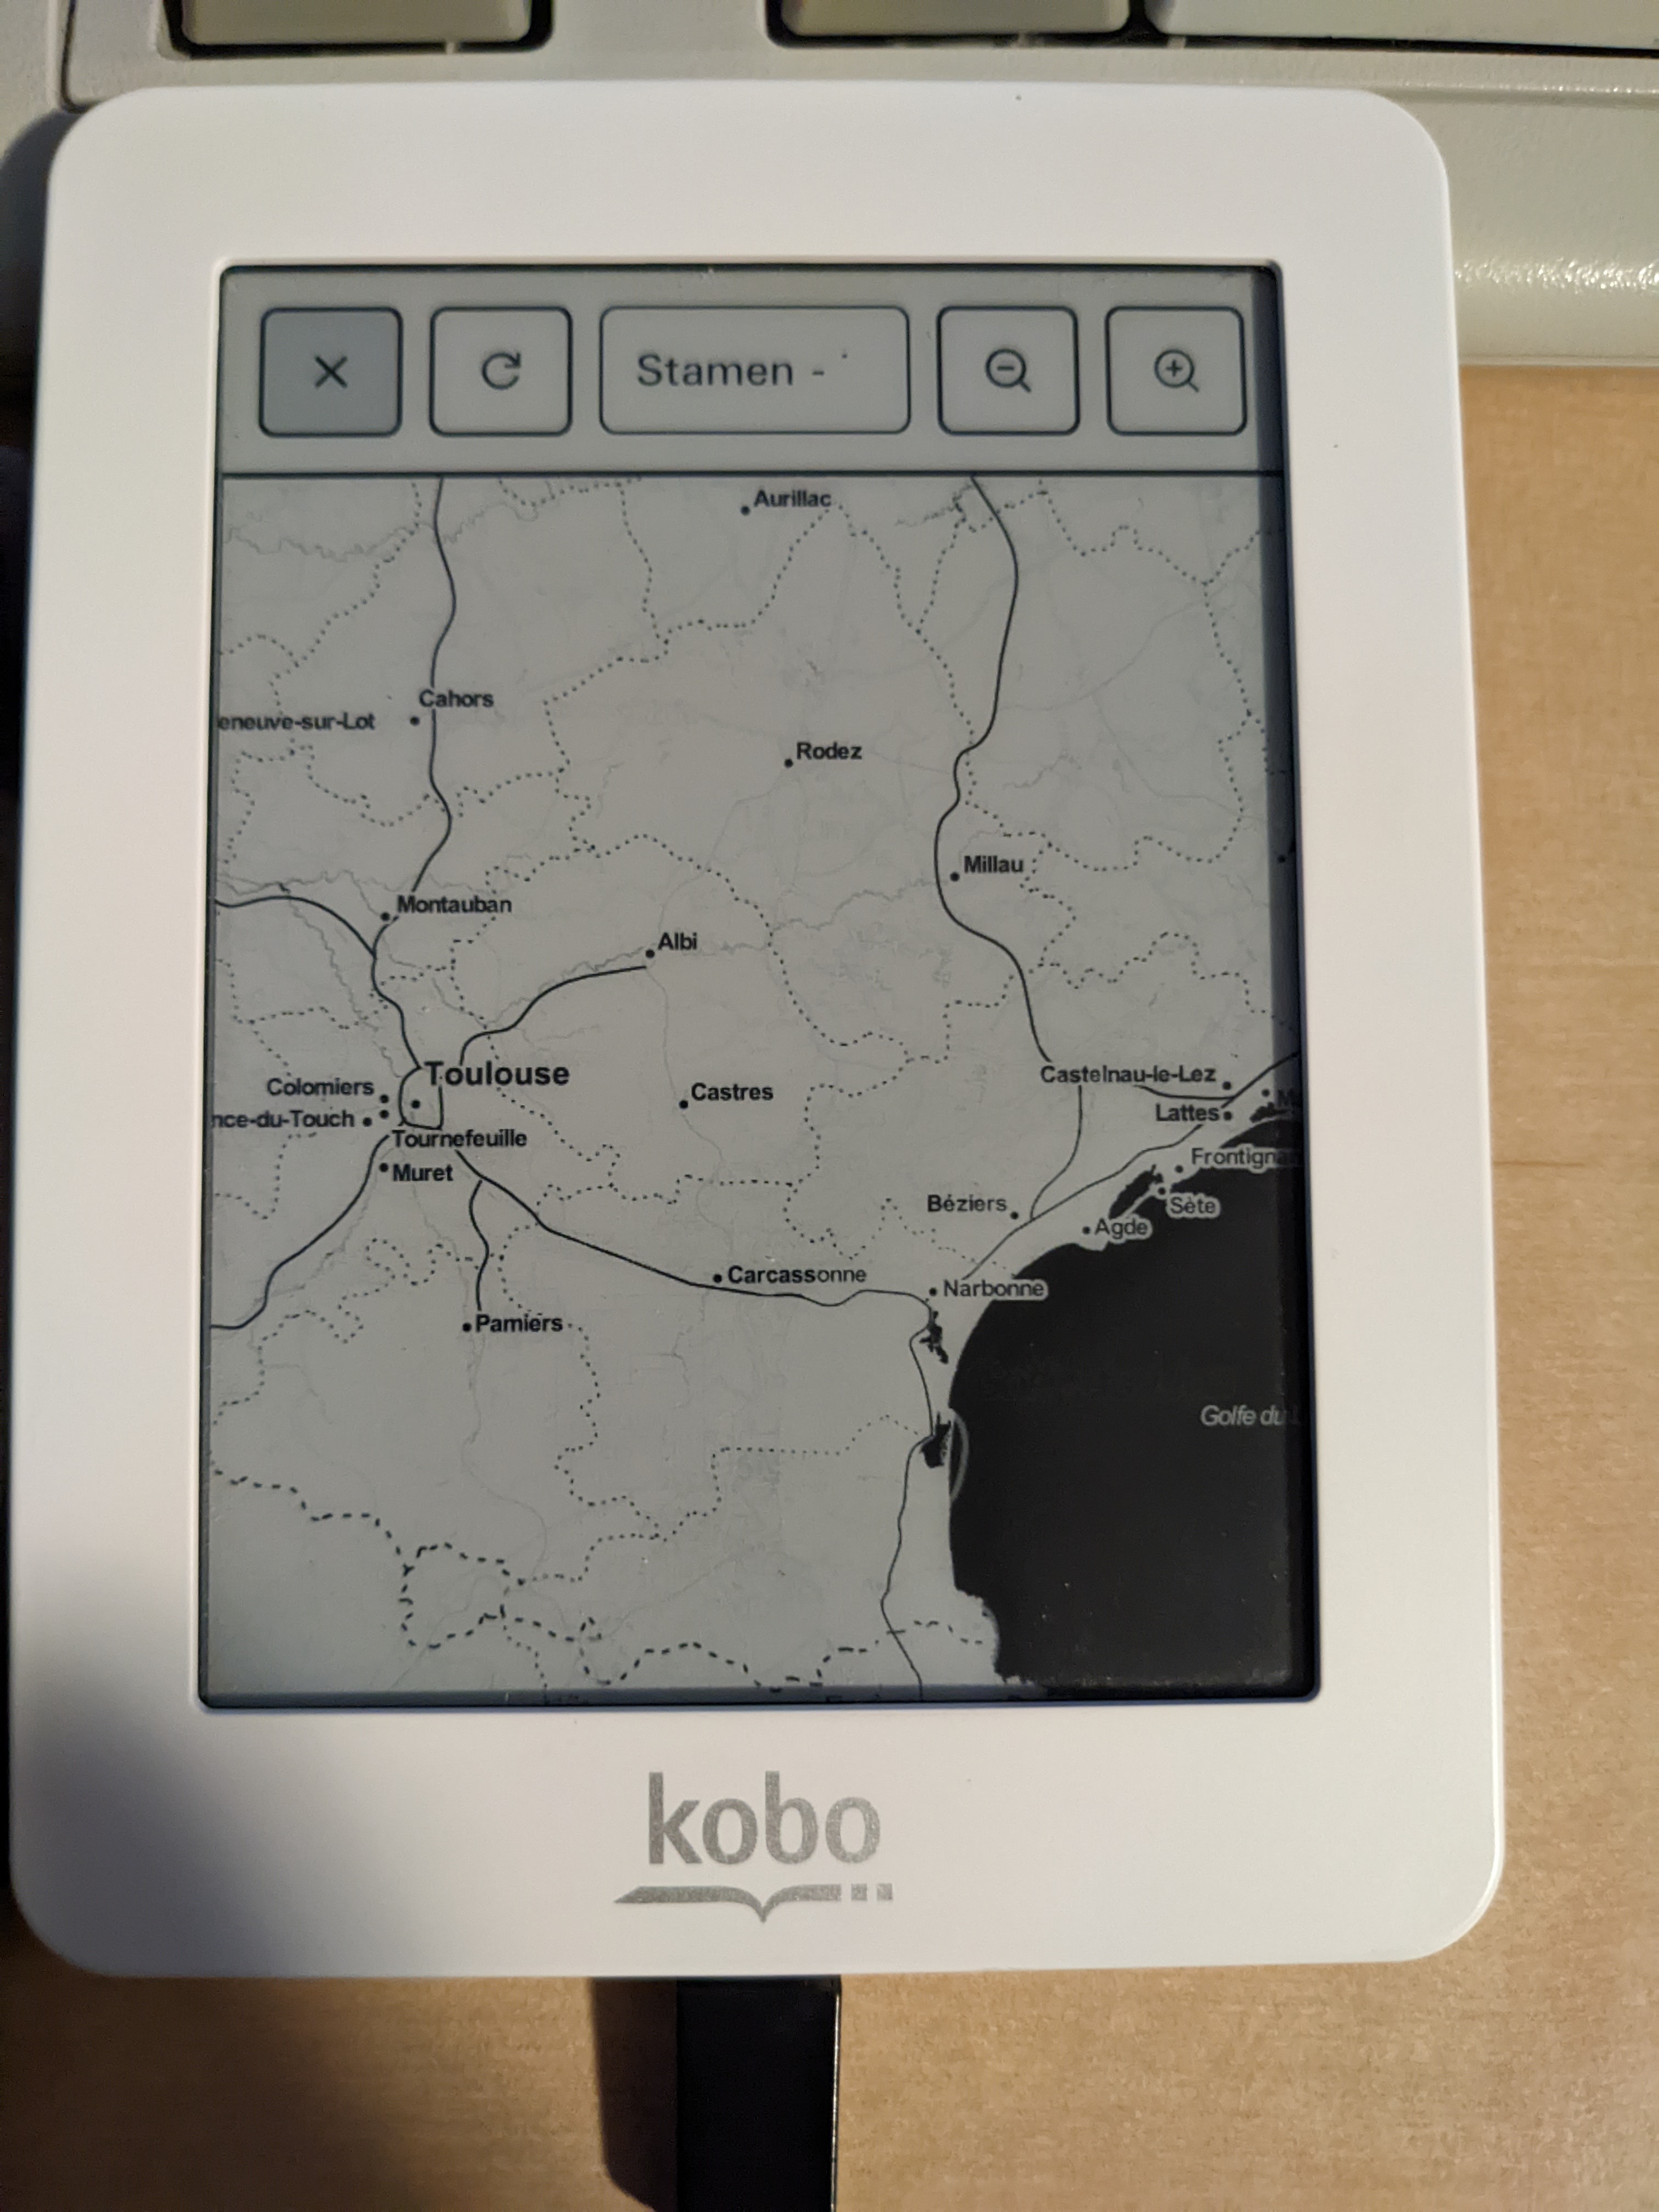 Stamen -
Aurillac
Cahors
eneuve-sur-Lot
Rodez
Millau
Montauban
Albi
Toulouse
Colomiers
Castres
Castelnau-le-Lez
nce-du-Touch
Lattes
Tournefeuille
Muret
Frontigna
Béziers
Sète
Agde
Carcassonne
Narbonne
Pamiers
Golfe du
kobo